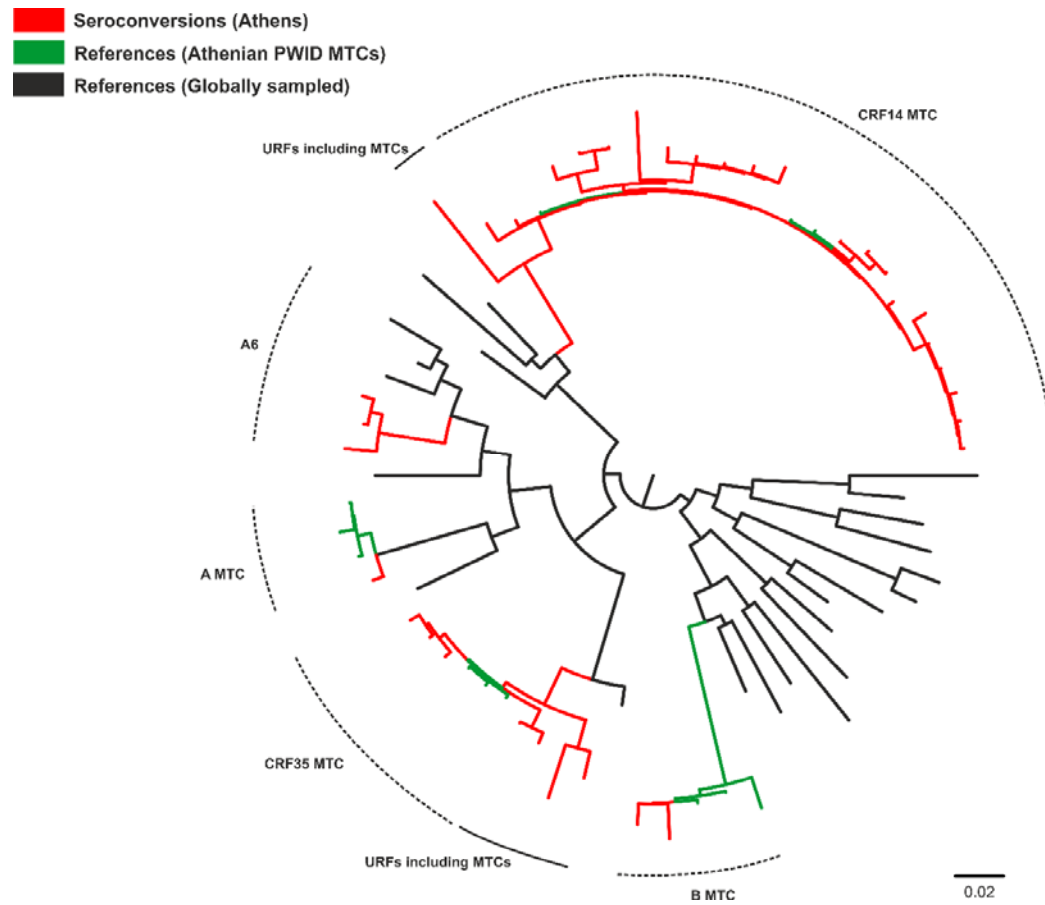 Seroconversions (Athens)
References (Athenian PWID MTCs)
References (Globally sampled)
CRF14 MTC
URFs including MTCs
A6
A MTC
CRF35 MTC
URFs including MTCs
B MTC
0.02